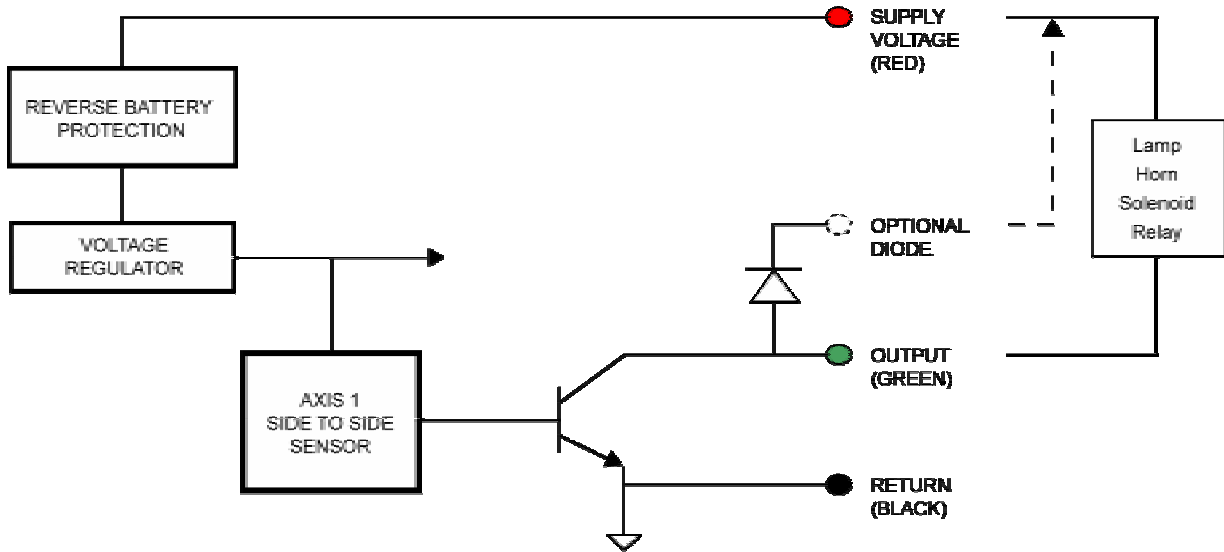 SUPPLY
VOLTAGE
(RED)
REVERSE BATTERY
PROTECTION
Lamp
Horn
Solenoid
Relay
VOLTAGE
REGULATOR
OPTIONAL
DIODE.
OUTPUT
(GREEN)
AXIS 1
SIDE TO SIDE
SENSOR
RETURN
(BLACK)